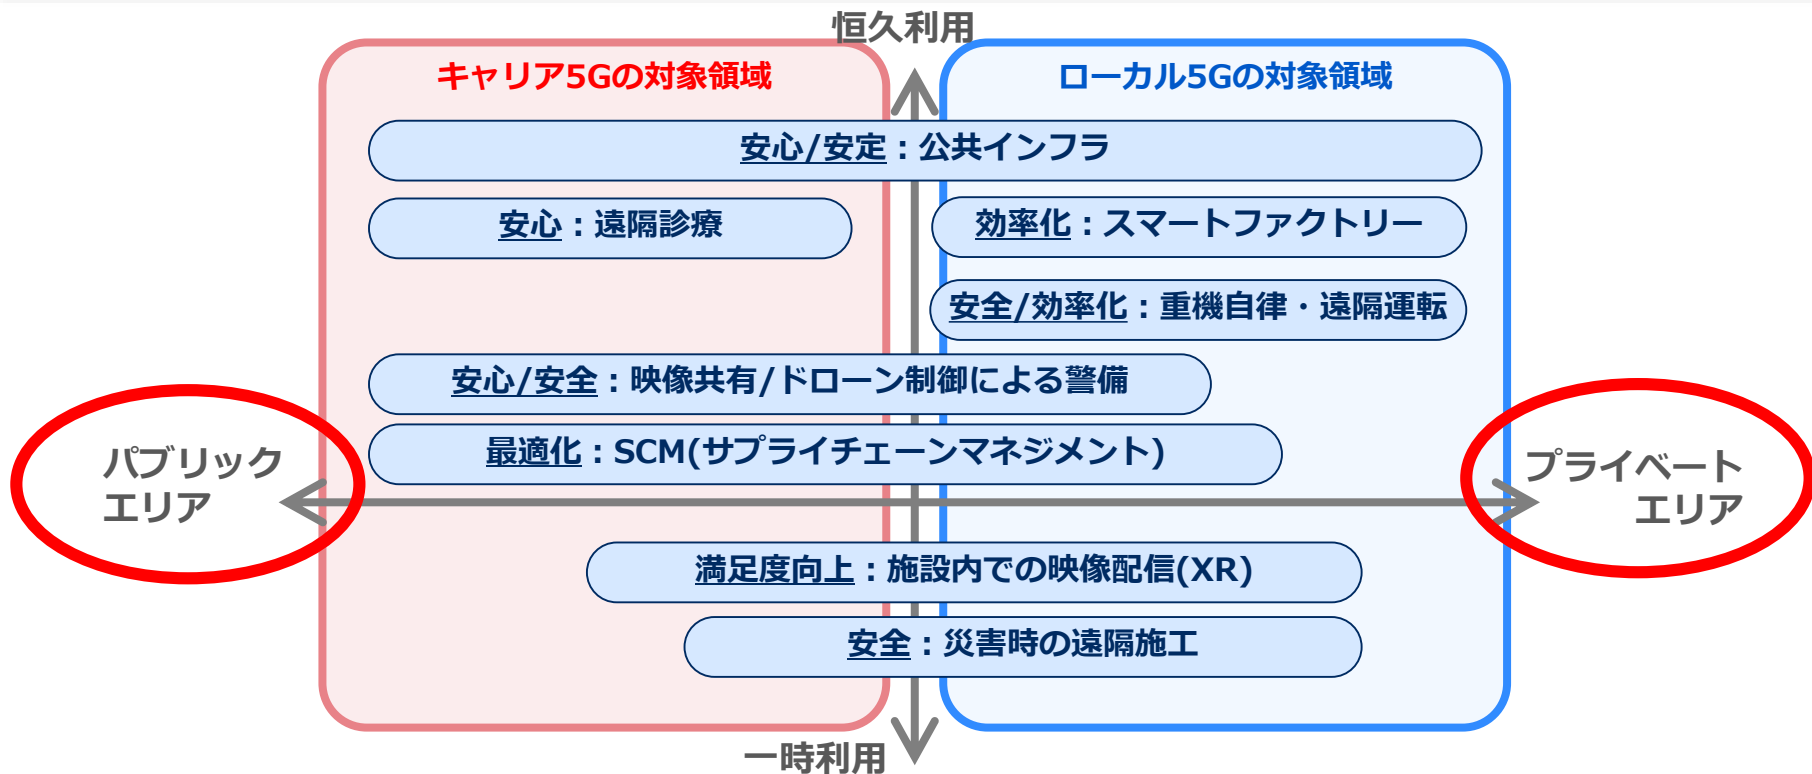 恒久利用
キャリア5Gの対象領域
ローカル5Gの対象領域
安心/安定：公共インフラ
安心：遠隔診療
効率化：スマートファクトリー
安全/効率化：重機自律・遠隔運転
安心/安全：映像共有/ドローン制御による警備
最適化：SCM(サプライチェーンマネジメント)
パブリック
エリア
プライベート
エリア
満足度向上：施設内での映像配信(XR)
安全：災害時の遠隔施工
一時利用